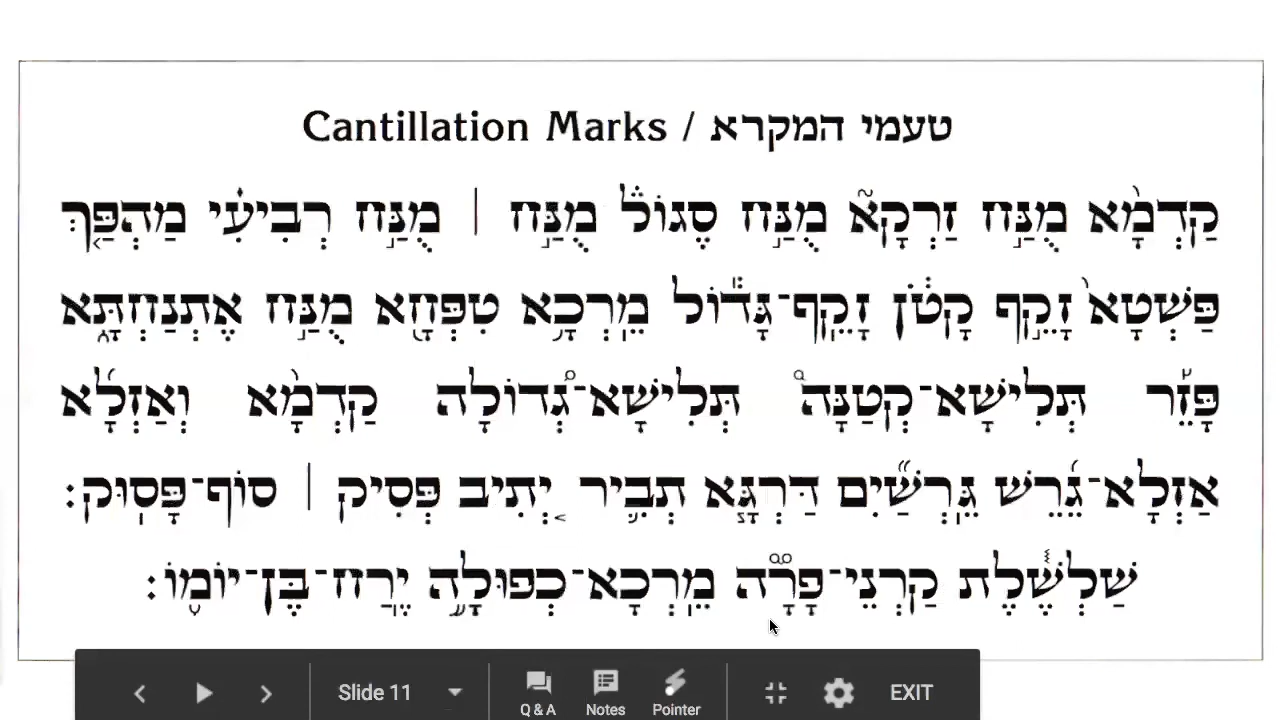 Cantillation Marks / טעמי המקרא
קַדְמָ֨א מֻנַּ֣ח זַרְקָא֮ מֻנַּ֣ח סֶגוֹל֒ מֻנַּ֣ח | מֻנַּ֣ח רְבִיעִ֗י מַהְפַּ֤ךְ
פַּשְׁטָא֙ זָקֵ֣ף קָטֹ֔ן זָקֵֽף־גָּד֕וֹל מֵֽרְכָ֥א טִפְּחָ֖א מֻנַּ֣ח אֶתְנַחְתָּ֑א
פָּזֵ֡ר תְּלִישָׁא־קְטַנָּה֩ תְּ֠לִישָׁא־גְדוֹלָה קַדְמָ֨א וְאַזְלָ֜א
אַזְלָא־גֵּ֜רֵשׁ גֵּֽרְשַׁ֞יִם דַּרְגָּ֧א תְּבִ֛יר יְ֚תִיב פְּסִיק | סוֹף־פָּסֽוּק׃
שַׁלְשֶׁ֓לֶת קַרְנֵי־פָרָ֟ה מֵֽרְכָא־כְפוּלָ֦ה יֶרַח־בֶּן־יוֹמ֪וֹ׃
Slide 11
Q & A
Notes
Pointer
EXIT